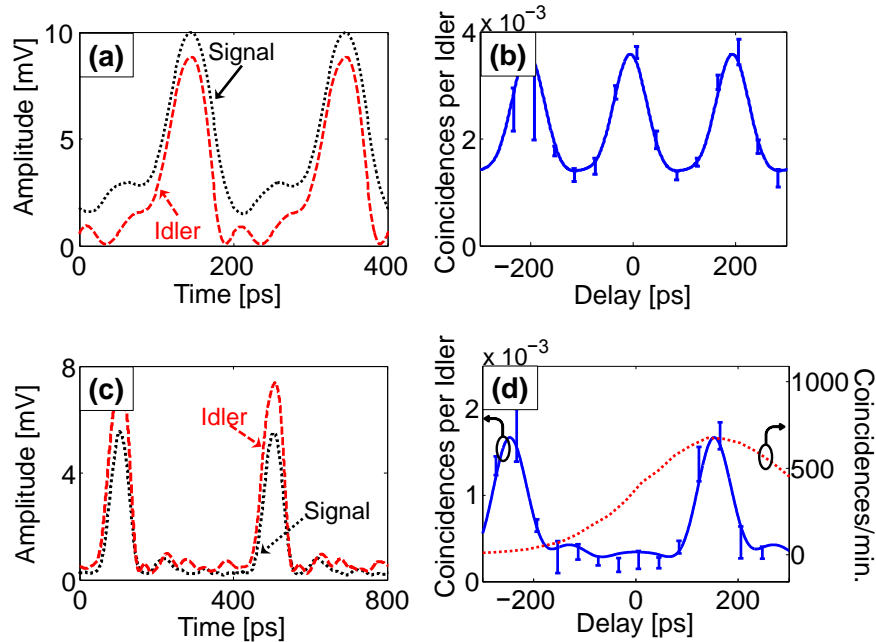 (a)
Signal
Idler
Amplitude [mV]
10
5
0
0 200 400
Time [ps]
(b)
x 10⁻³
Coincidences per Idler
4
2
0
−200 0 200
Delay [ps]
(c)
Idler
Signal
Amplitude [mV]
8
4
0
0 400 800
Time [ps]
(d)
x 10⁻³
Coincidences per Idler
2
1
0
−200 0 200
Delay [ps]
1000
500
0
Coincidences/min.